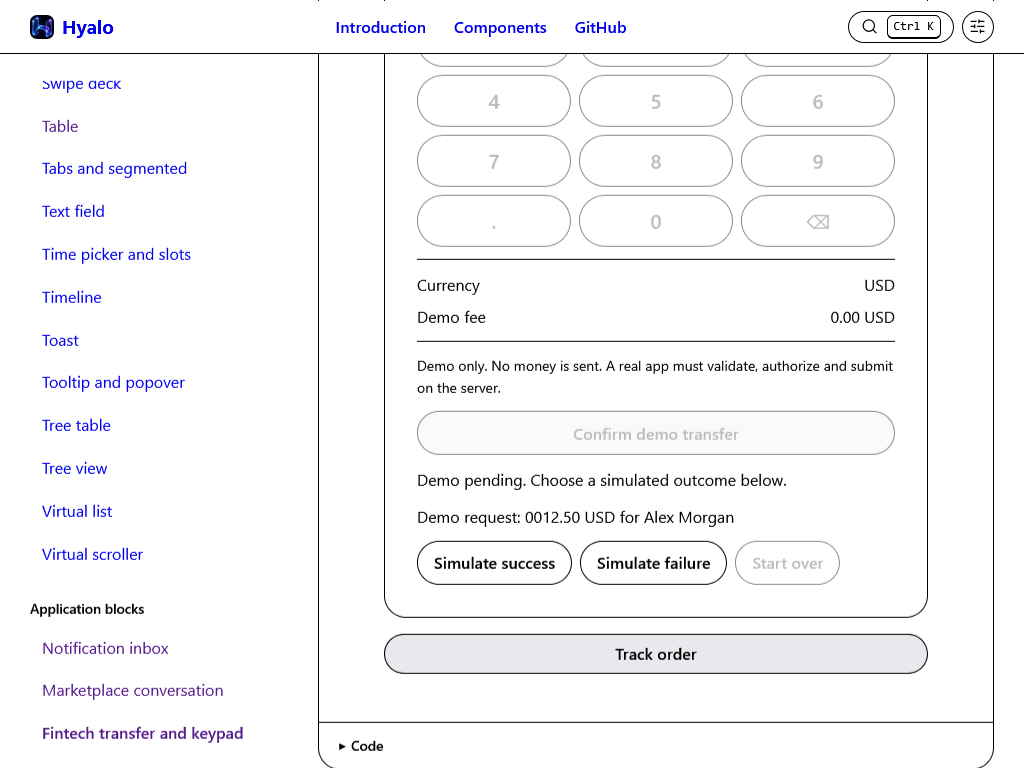 Hyalo
Introduction
Components
GitHub
Ctrl K
Swipe deck
Table
Tabs and segmented
Text field
Time picker and slots
Timeline
Toast
Tooltip and popover
Tree table
Tree view
Virtual list
Virtual scroller
Application blocks
Notification inbox
Marketplace conversation
Fintech transfer and keypad
4 5 6
7 8 9
. 0 ⌫
Currency USD
Demo fee 0.00 USD
Demo only. No money is sent. A real app must validate, authorize and submit
on the server.
Confirm demo transfer
Demo pending. Choose a simulated outcome below.
Demo request: 0012.50 USD for Alex Morgan
Simulate success
Simulate failure
Start over
Track order
Code